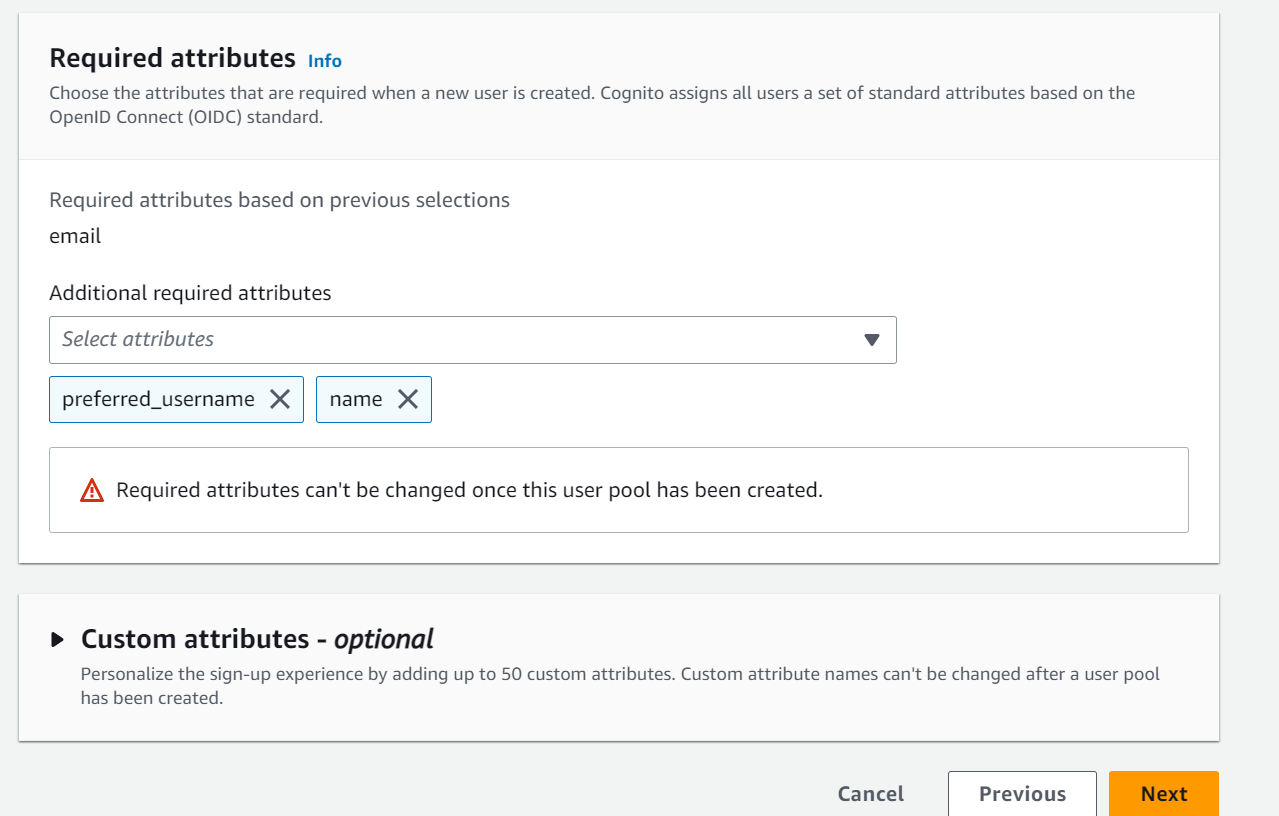 Required attributes Info
Choose the attributes that are required when a new user is created. Cognito assigns all users a set of standard attributes based on the
OpenID Connect (OIDC) standard.
Required attributes based on previous selections
email
Additional required attributes
Select attributes
preferred_username name
Required attributes can't be changed once this user pool has been created.
Custom attributes - optional
Personalize the sign-up experience by adding up to 50 custom attributes. Custom attribute names can't be changed after a user pool
has been created.
Cancel Previous Next